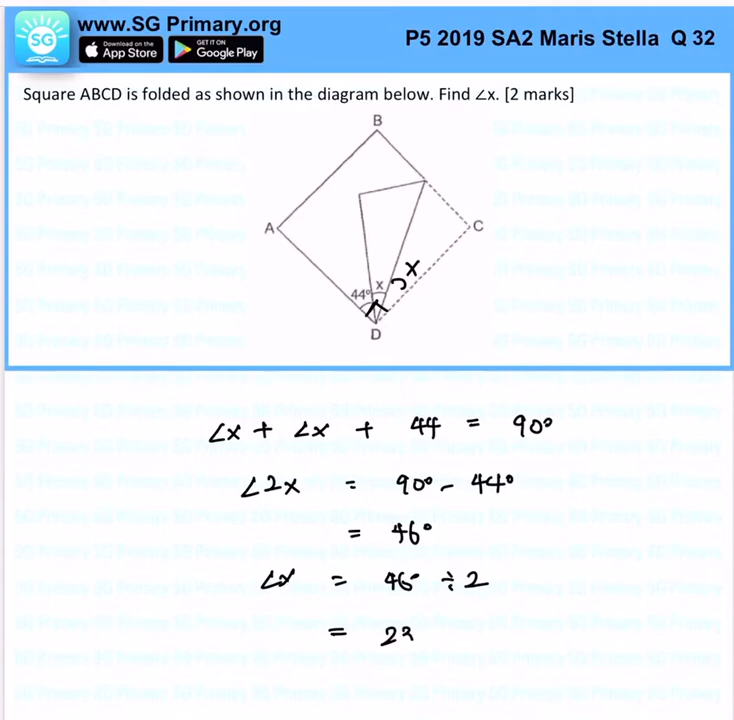 www.SG Primary.org
SG
Download on the
App Store
GET IT ON
Google Play
P5 2019 SA2 Maris Stella Q 32
Square ABCD is folded as shown in the diagram below. Find ∠x. [2 marks]
B
A
C
x
44°
x
D
∠x + ∠x + 44 = 90°
∠2x = 90° - 44°
= 46°
∠x = 46° ÷ 2
= 23